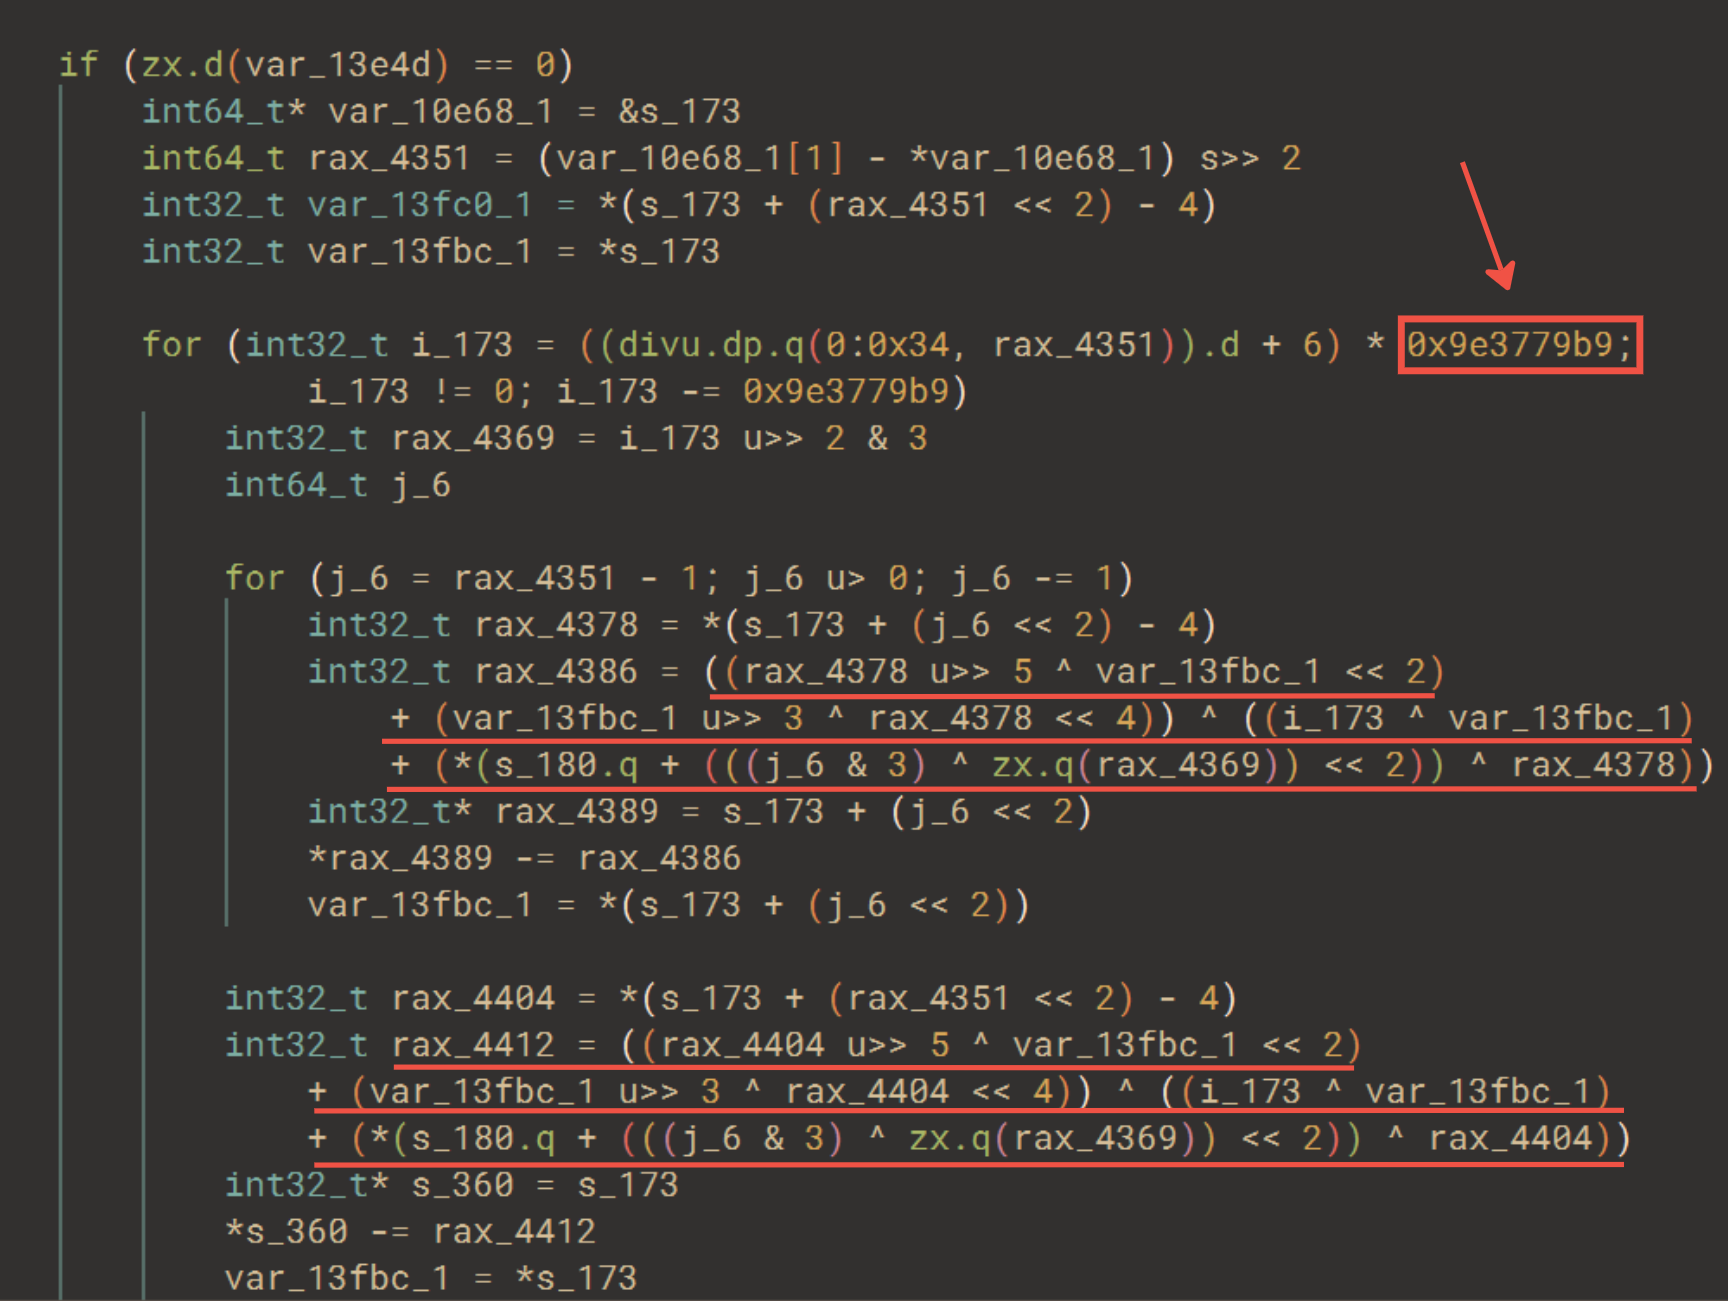 if (zx.d(var_13e4d) == 0)
int64_t* var_10e68_1 = &s_173
int64_t rax_4351 = (var_10e68_1[1] - *var_10e68_1) s>> 2
int32_t var_13fc0_1 = *(s_173 + (rax_4351 << 2) - 4)
int32_t var_13fbc_1 = *s_173
for (int32_t i_173 = ((divu.dp.q(0:0x34, rax_4351)).d + 6) * 0x9e3779b9;
i_173 != 0; i_173 -= 0x9e3779b9)
int32_t rax_4369 = i_173 u>> 2 & 3
int64_t j_6
for (j_6 = rax_4351 - 1; j_6 u> 0; j_6 -= 1)
int32_t rax_4378 = *(s_173 + (j_6 << 2) - 4)
int32_t rax_4386 = ((rax_4378 u>> 5 ^ var_13fbc_1 << 2)
+ (var_13fbc_1 u>> 3 ^ rax_4378 << 4)) ^ ((i_173 ^ var_13fbc_1)
+ (*(s_180.q + (((j_6 & 3) ^ zx.q(rax_4369)) << 2)) ^ rax_4378))
int32_t* rax_4389 = s_173 + (j_6 << 2)
*rax_4389 -= rax_4386
var_13fbc_1 = *(s_173 + (j_6 << 2))
int32_t rax_4404 = *(s_173 + (rax_4351 << 2) - 4)
int32_t rax_4412 = ((rax_4404 u>> 5 ^ var_13fbc_1 << 2)
+ (var_13fbc_1 u>> 3 ^ rax_4404 << 4)) ^ ((i_173 ^ var_13fbc_1)
+ (*(s_180.q + (((j_6 & 3) ^ zx.q(rax_4369)) << 2)) ^ rax_4404))
int32_t* s_360 = s_173
*s_360 -= rax_4412
var_13fbc_1 = *s_173